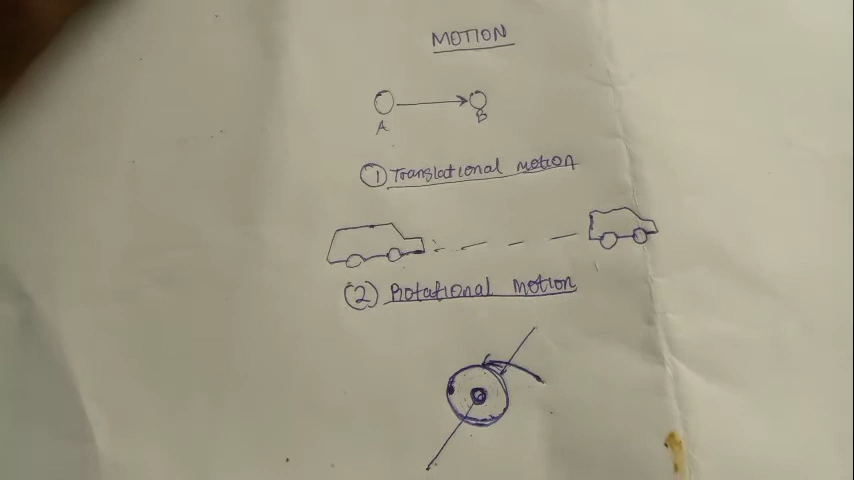 MOTION
A B
① Translational motion
② Rotational motion